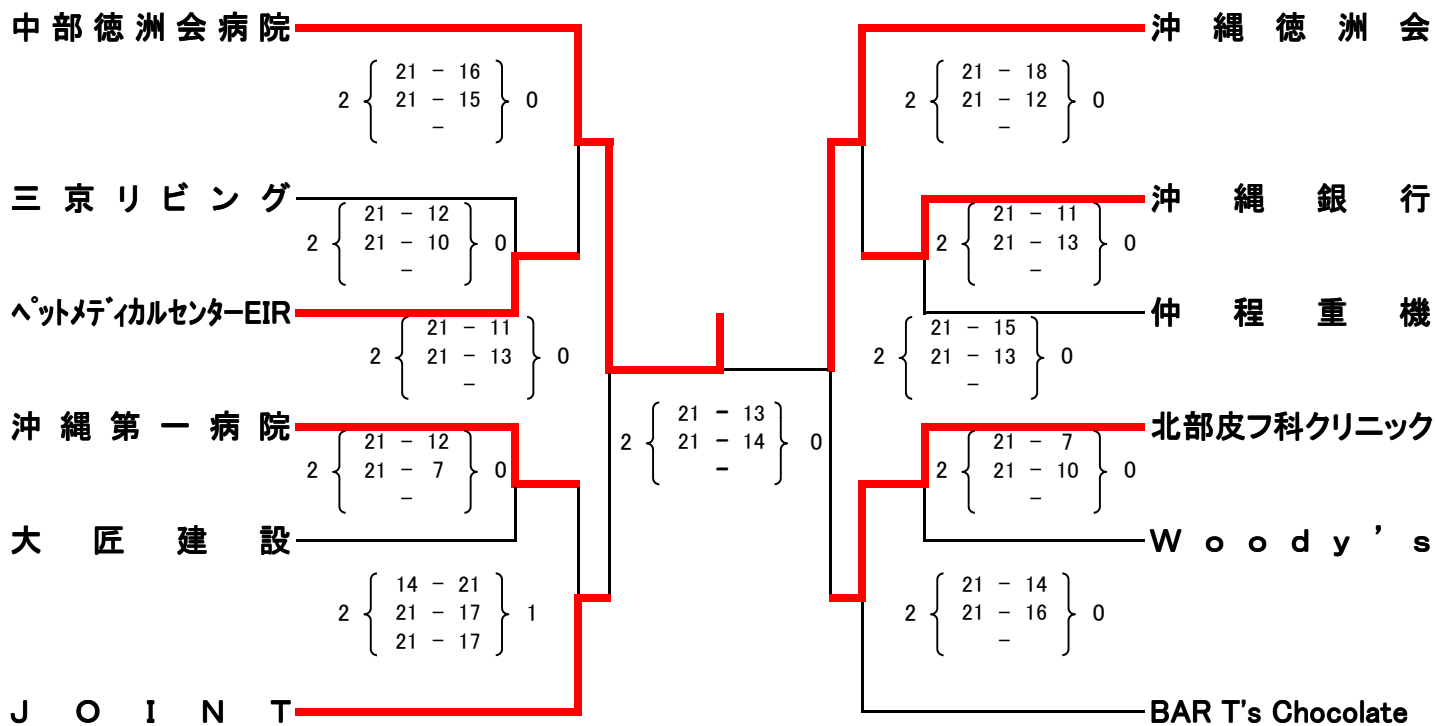 中部徳洲会病院 沖縄徳洲会
21 - 16 21 - 18
2 21 - 15 0 2 21 - 12 0
- -
三京リビング 沖縄銀行
21 - 12 21 - 11
2 21 - 10 0 2 21 - 13 0
- -
ペットメディカルセンターEIR 仲程重機
21 - 11 21 - 15
2 21 - 13 0 2 21 - 13 0
- -
21 - 13
2 21 - 14 0
-
沖縄第一病院 北部皮フ科クリニック
21 - 12 21 - 7
2 21 - 7 0 2 21 - 10 0
- -
大匠建設 Woody's
14 - 21 21 - 14
2 21 - 17 1 2 21 - 16 0
21 - 17 -
JOINT BAR T's Chocolate